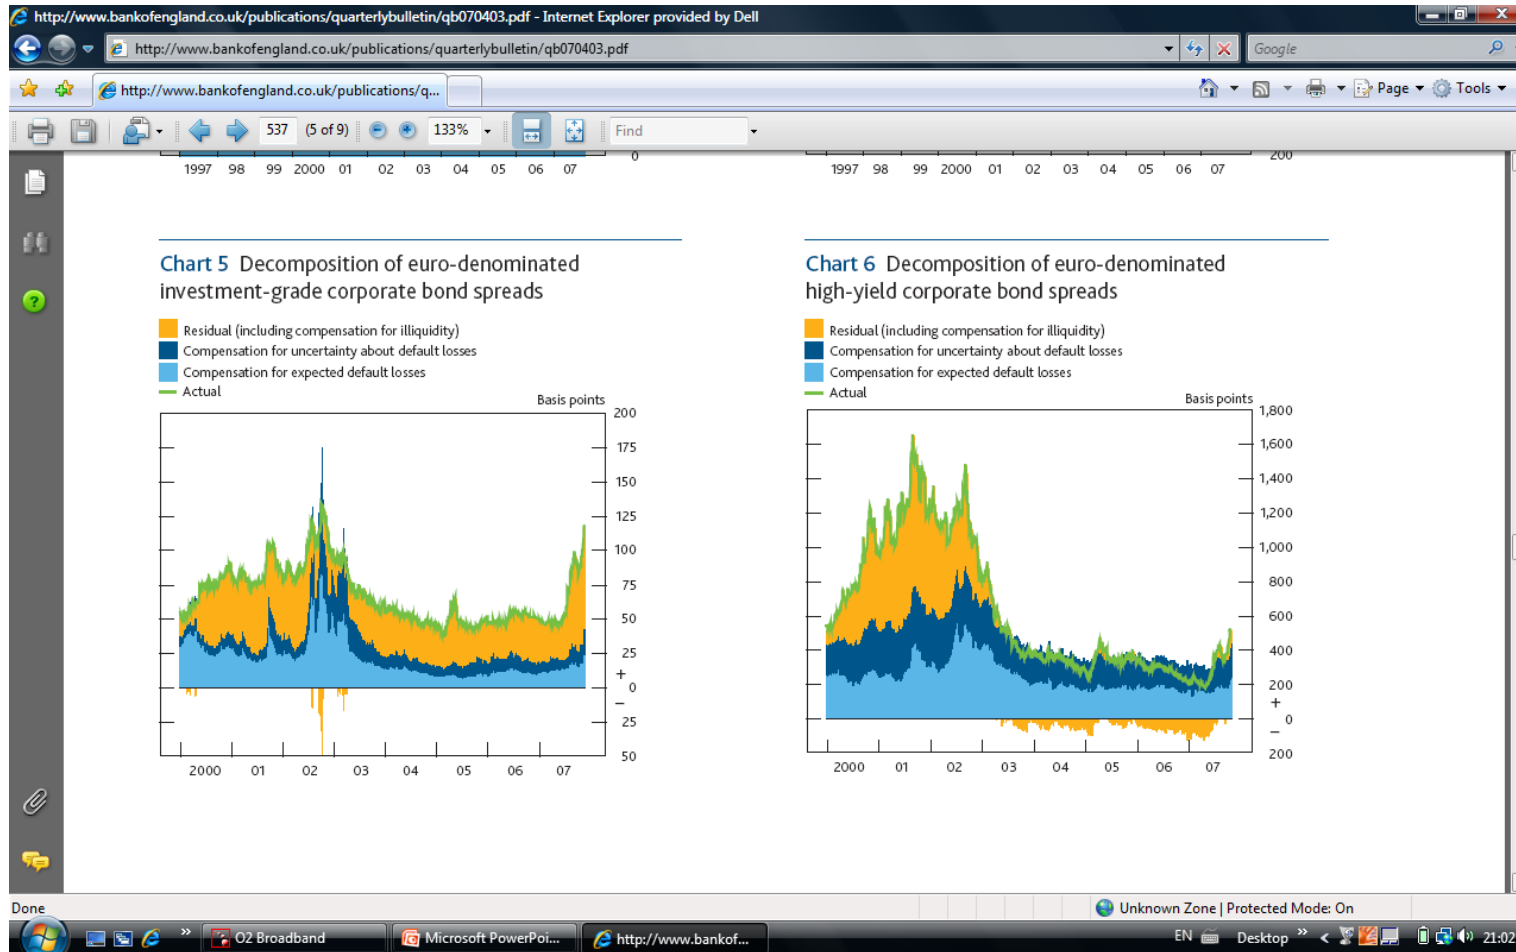 http://www.bankofengland.co.uk/publications/quarterlybulletin/qb070403.pdf - Internet Explorer provided by Dell
http://www.bankofengland.co.uk/publications/quarterlybulletin/qb070403.pdf
Google
http://www.bankofengland.co.uk/publications/q...
Page
Tools
537 (5 of 9) 133% Find
0
1997 98 99 2000 01 02 03 04 05 06 07
200
1997 98 99 2000 01 02 03 04 05 06 07
Chart 5 Decomposition of euro-denominated
investment-grade corporate bond spreads
Residual (including compensation for illiquidity)
Compensation for uncertainty about default losses
Compensation for expected default losses
Actual
Basis points
200
175
150
125
100
75
50
25
+
0
–
25
50
2000 01 02 03 04 05 06 07
Chart 6 Decomposition of euro-denominated
high-yield corporate bond spreads
Residual (including compensation for illiquidity)
Compensation for uncertainty about default losses
Compensation for expected default losses
Actual
Basis points
1,800
1,600
1,400
1,200
1,000
800
600
400
200
+
0
–
200
2000 01 02 03 04 05 06 07
Done
Unknown Zone | Protected Mode: On
O2 Broadband
Microsoft PowerPoi...
http://www.bankof...
EN
Desktop
21:02